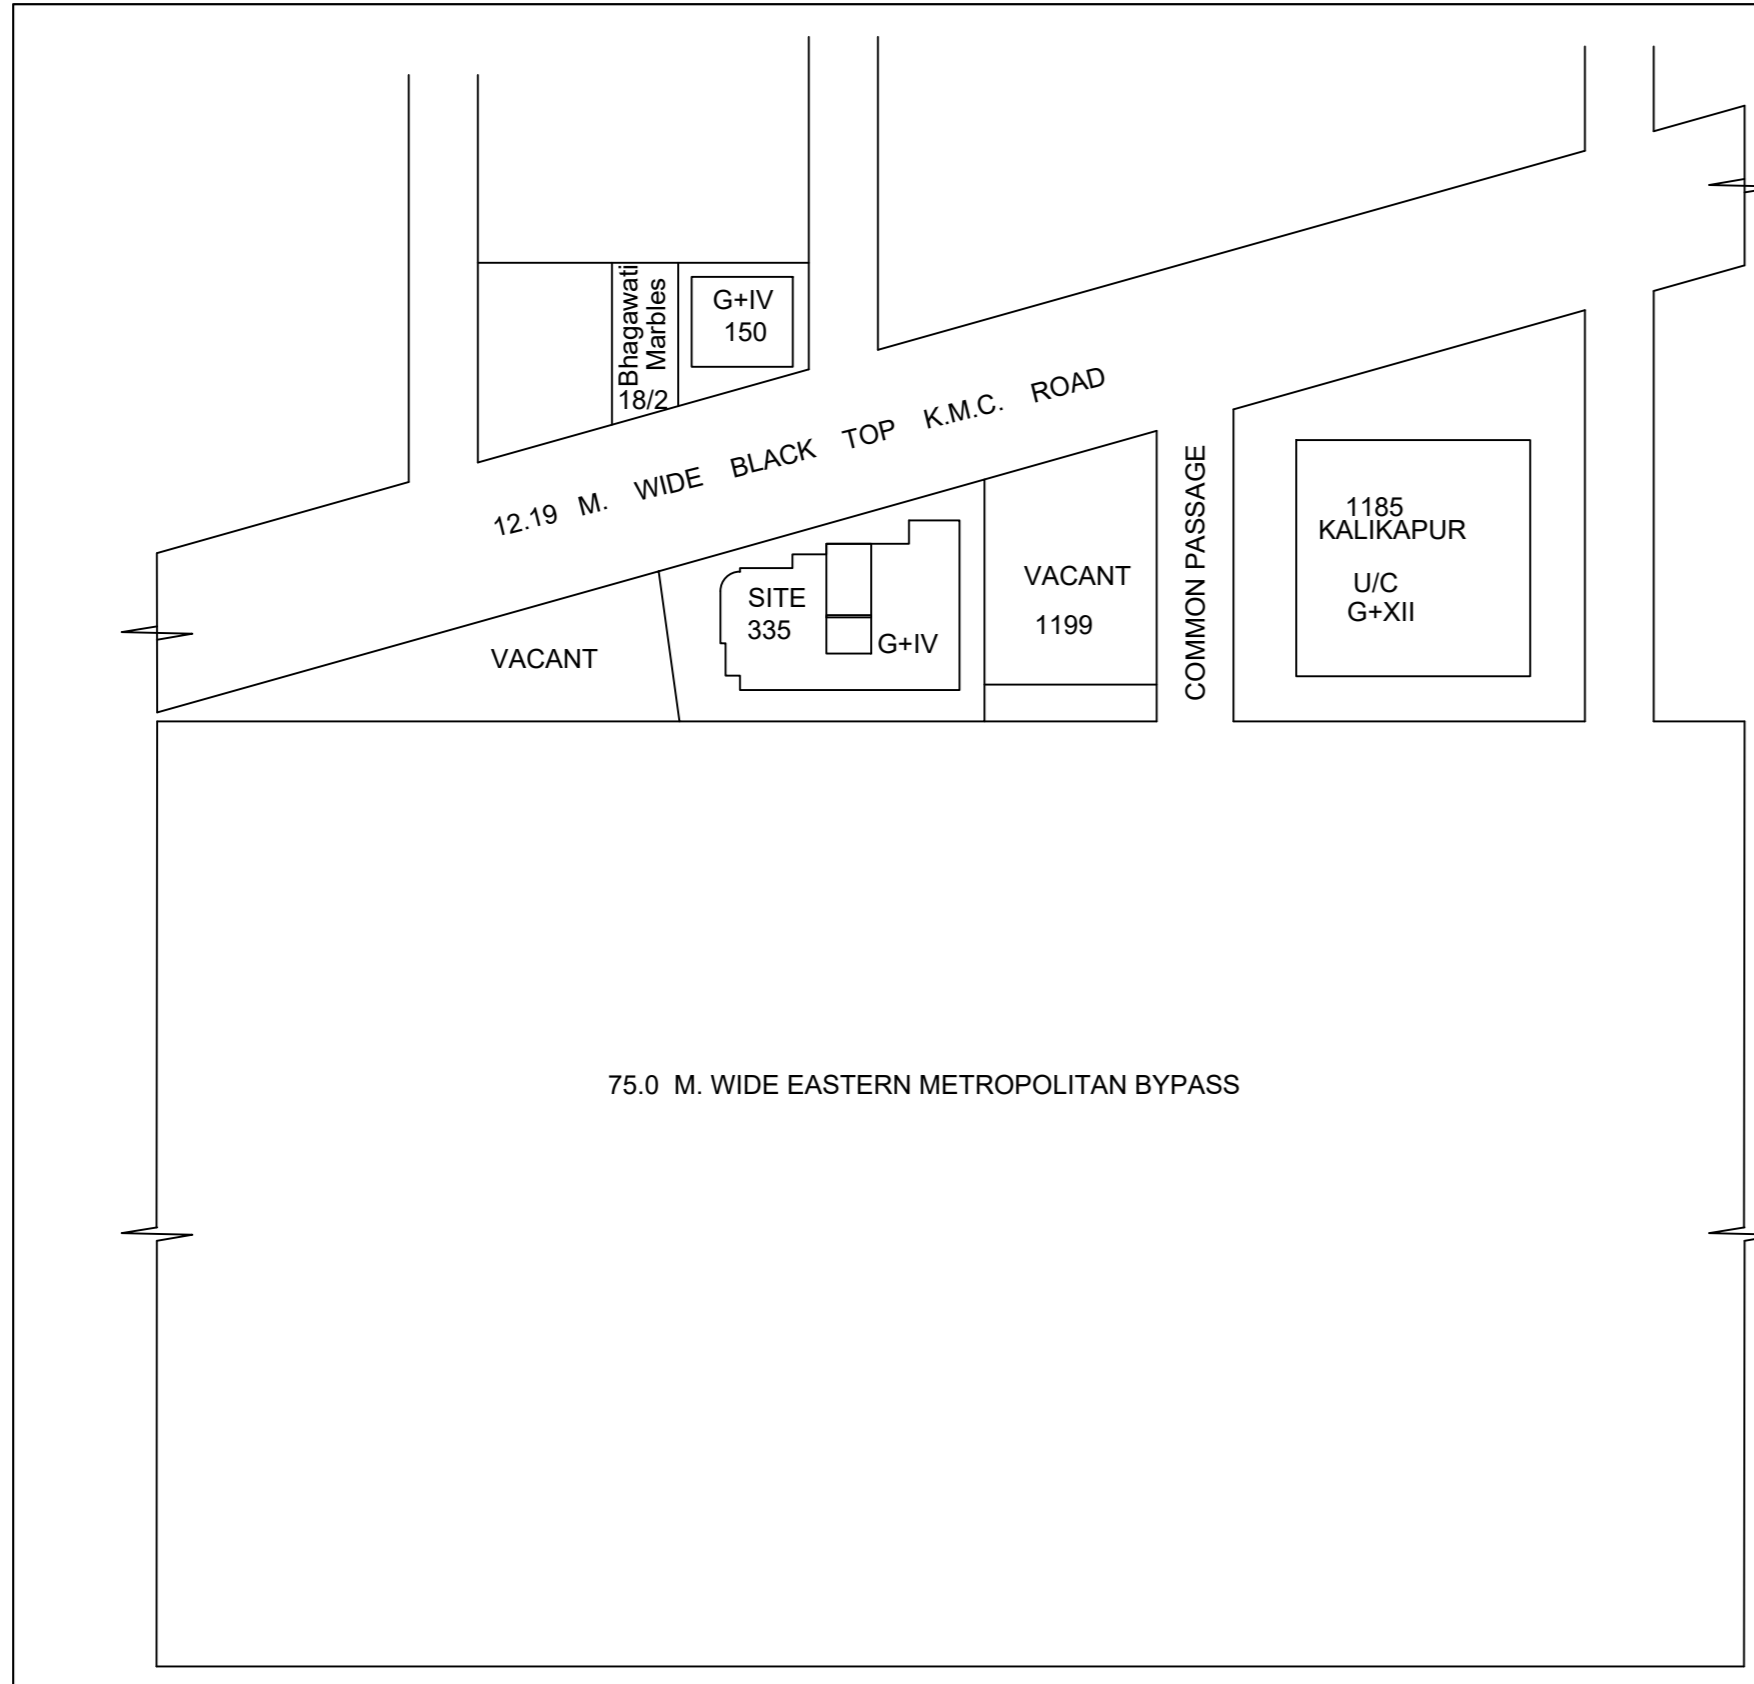 Bhagawati
Marbles
18/2
G+IV
150
12.19 M. WIDE BLACK TOP K.M.C. ROAD
VACANT
SITE
335
G+IV
VACANT
1199
COMMON PASSAGE
1185
KALIKAPUR
U/C
G+XII
75.0 M. WIDE EASTERN METROPOLITAN BYPASS